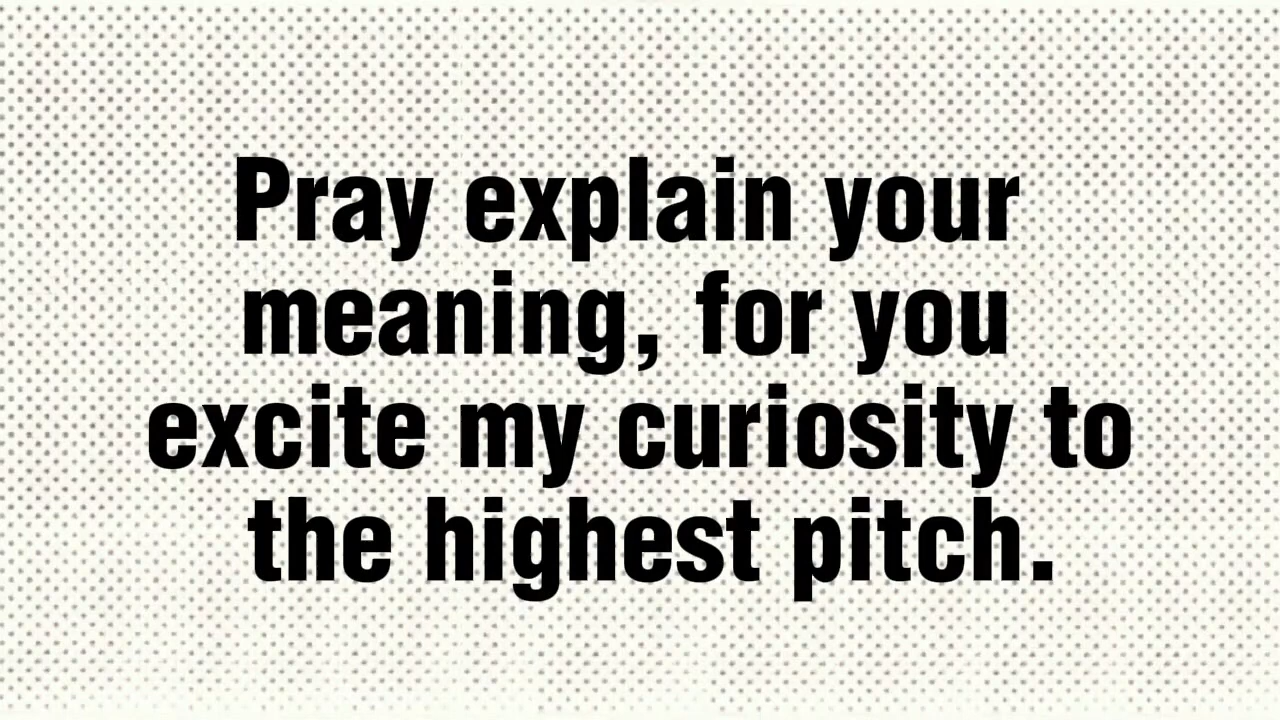 Pray explain your
meaning, for you
excite my curiosity to
the highest pitch.